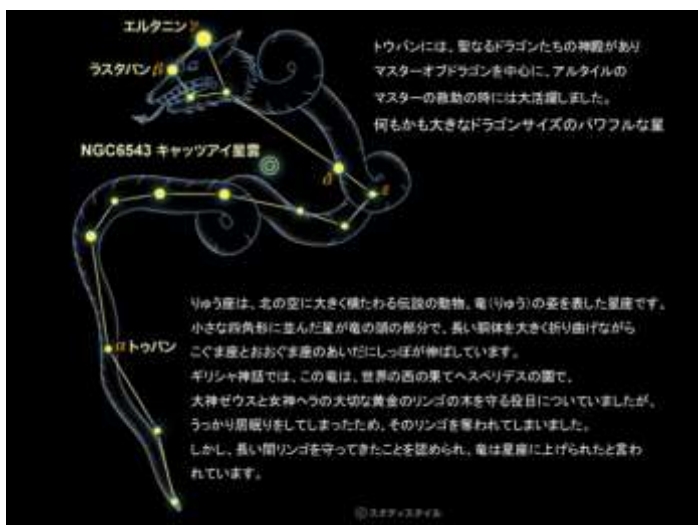 エルタニン γ
ラスタバン β
トウバンには、聖なるドラゴンたちの神殿があり
マスターオブドラゴンを中心に、アルタイルの
マスターの救助の時には大活躍しました。
何もかも大きなドラゴンサイズのパワフルな星
NGC6543 キャッツアイ星雲
δ
ε
α トゥバン
りゅう座は、北の空に大きく横たわる伝説の動物、竜(りゅう)の姿を表した星座です。
小さな四角形に並んだ星が竜の頭の部分で、長い胴体を大きく折り曲げながら
こぐま座とおおぐま座のあいだにしっぽが伸ばしています。
ギリシャ神話では、この竜は、世界の西の果てヘスペリデスの園で、
大神ゼウスと女神ヘラの大切な黄金のリンゴの木を守る役目についていましたが、
うっかり居眠りをしてしまったため、そのリンゴを奪われてしまいました。
しかし、長い間リンゴを守ってきたことを認められ、竜は星座に上げられたと言わ
れています。